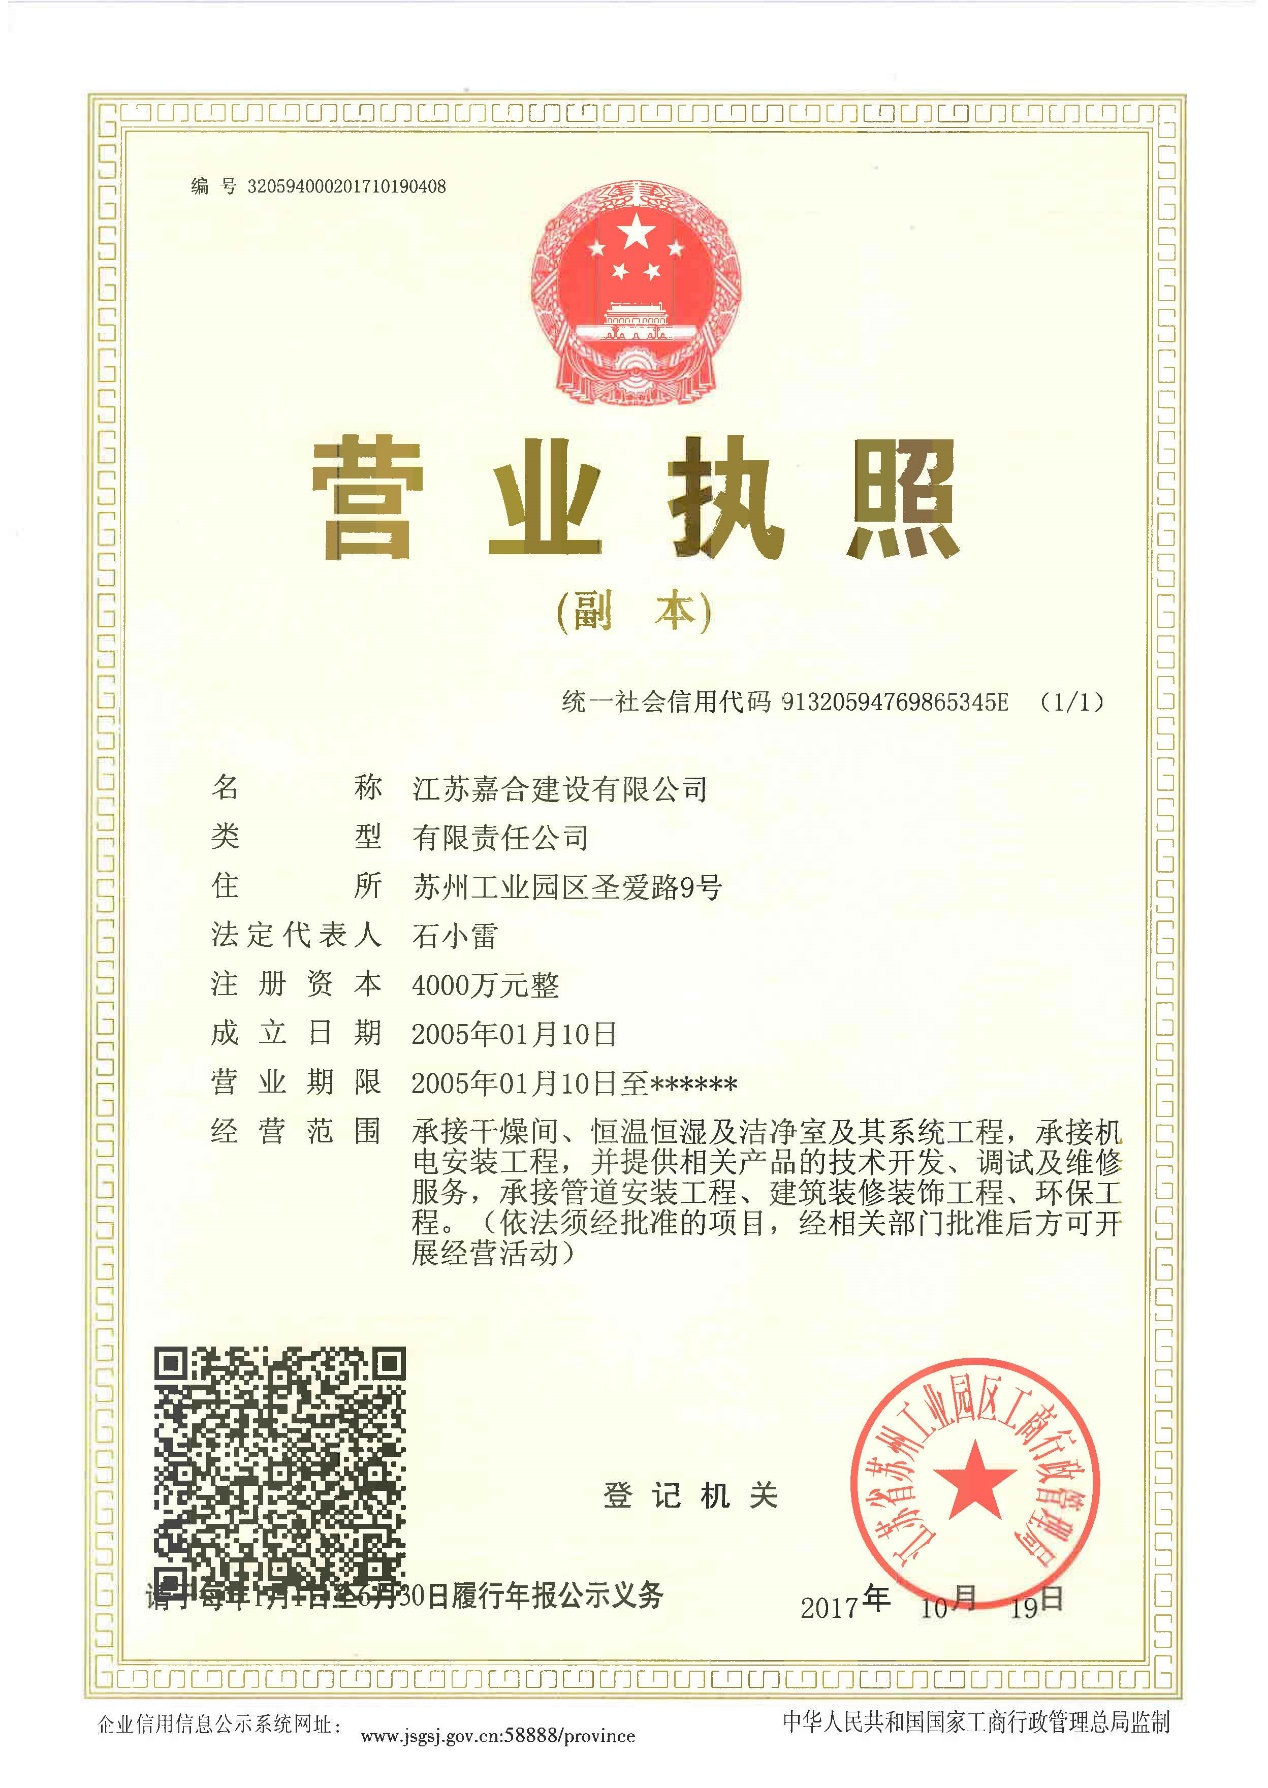 编 号 320594000201710190408
营业执照
(副 本)
统一社会信用代码 91320594769865345E (1/1)
名 称 江苏嘉合建设有限公司
类 型 有限责任公司
住 所 苏州工业园区圣爱路9号
法定代表人 石小雷
注册资本 4000万元整
成立日期 2005年01月10日
营业期限 2005年01月10日至******
经营范围 承接干燥间、恒温恒湿及洁净室及其系统工程，承接机
电安装工程，并提供相关产品的技术开发、调试及维修
服务，承接管道安装工程、建筑装修装饰工程、环保工
程。（依法须经批准的项目，经相关部门批准后方可开
展经营活动）
江苏省苏州工业园区工商行政管理局
登记机关
请于每年1月1日至6月30日履行年报公示义务
2017年 10月 19日
企业信用信息公示系统网址： www.jsgsj.gov.cn:58888/province
中华人民共和国国家工商行政管理总局监制